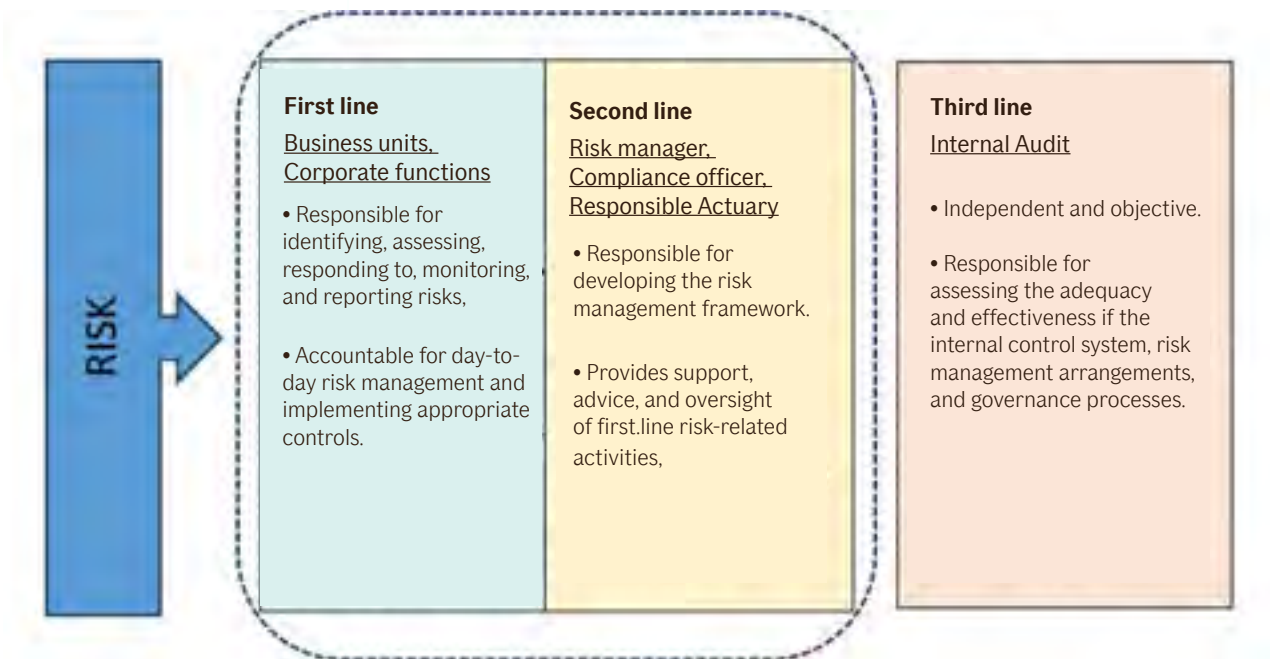 RISK
First line
Business units,
Corporate functions
• Responsible for
identifying, assessing,
responding to, monitoring,
and reporting risks,
• Accountable for day-to-
day risk management and
implementing appropriate
controls.
Second line
Risk manager,
Compliance officer,
Responsible Actuary
• Responsible for
developing the risk
management framework.
• Provides support,
advice, and oversight
of first.line risk-related
activities,
Third line
Internal Audit
• Independent and objective.
• Responsible for
assessing the adequacy
and effectiveness if the
internal control system, risk
management arrangements,
and governance processes.